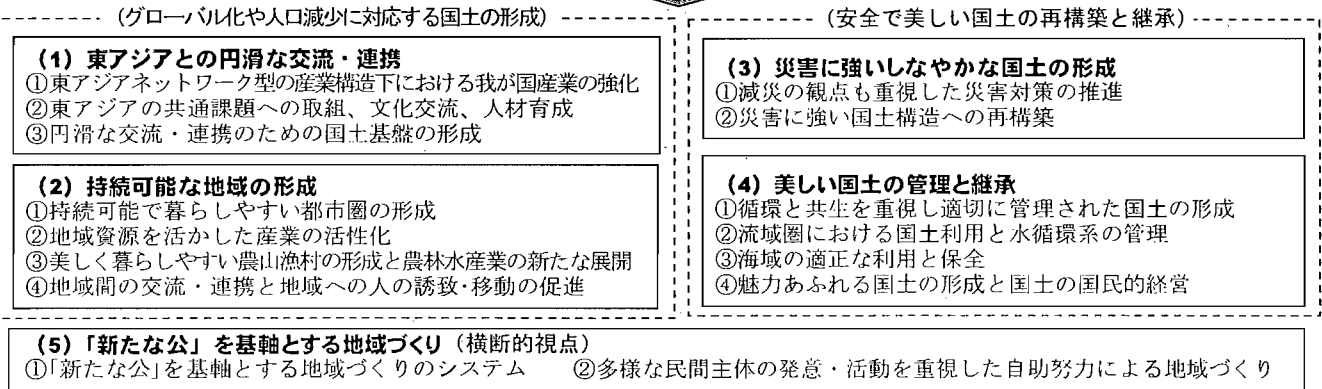 (グローバル化や人口減少に対応する国土の形成)
(1) 東アジアとの円滑な交流・連携
①東アジアネットワーク型の産業構造下における我が国産業の強化
②東アジアの共通課題への取組、文化交流、人材育成
③円滑な交流・連携のための国土基盤の形成
(2) 持続可能な地域の形成
①持続可能で暮らしやすい都市圏の形成
②地域資源を活かした産業の活性化
③美しく暮らしやすい農山漁村の形成と農林水産業の新たな展開
④地域間の交流・連携と地域への人の誘致・移動の促進
(安全で美しい国土の再構築と継承)
(3) 災害に強いしなやかな国土の形成
①減災の観点も重視した災害対策の推進
②災害に強い国土構造への再構築
(4) 美しい国土の管理と継承
①循環と共生を重視し適切に管理された国土の形成
②流域圏における国土利用と水循環系の管理
③海域の適正な利用と保全
④魅力あふれる国土の形成と国土の国民的経営
(5)「新たな公」を基軸とする地域づくり(横断的視点)
①「新たな公」を基軸とする地域づくりのシステム ②多様な民間主体の発意・活動を重視した自助努力による地域づくり